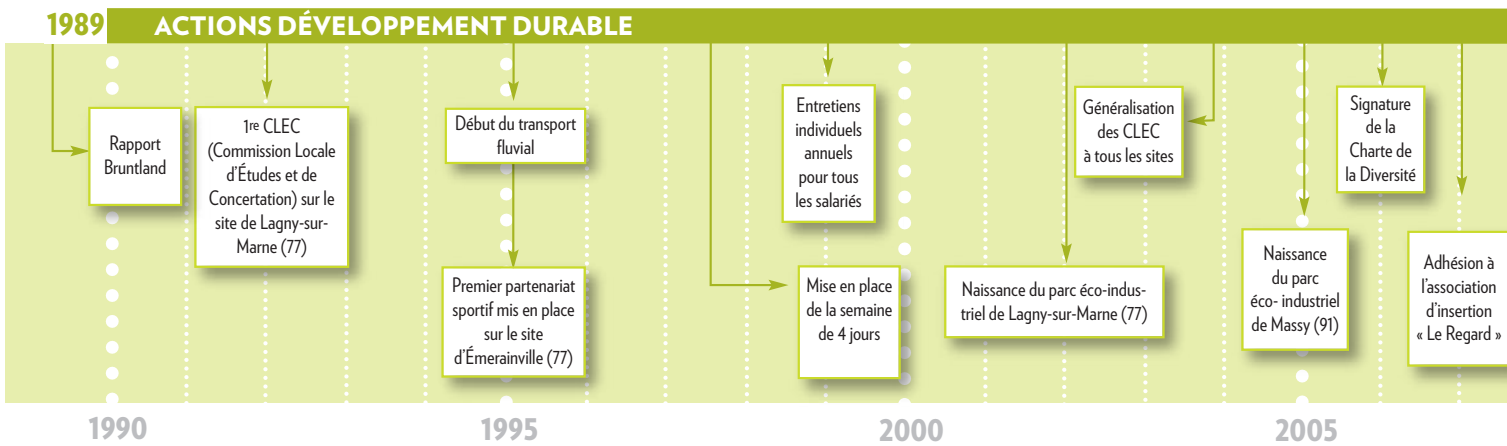 1989 ACTIONS DÉVELOPPEMENT DURABLE
Rapport
Bruntland
1re CLEC
(Commission Locale
d'Études et de
Concertation) sur le
site de Lagny-sur-
Marne (77)
Début du transport
fluvial
Premier partenariat
sportif mis en place
sur le site
d'Émerainville (77)
Entretiens
individuels
annuels
pour tous
les salariés
Mise en place
de la semaine
de 4 jours
Naissance du parc éco-indus-
triel de Lagny-sur-Marne (77)
Généralisation
des CLEC
à tous les sites
Naissance
du parc
éco- industriel
de Massy (91)
Signature
de la
Charte de
la Diversité
Adhésion à
l'association
d'insertion
« Le Regard »
1990 1995 2000 2005